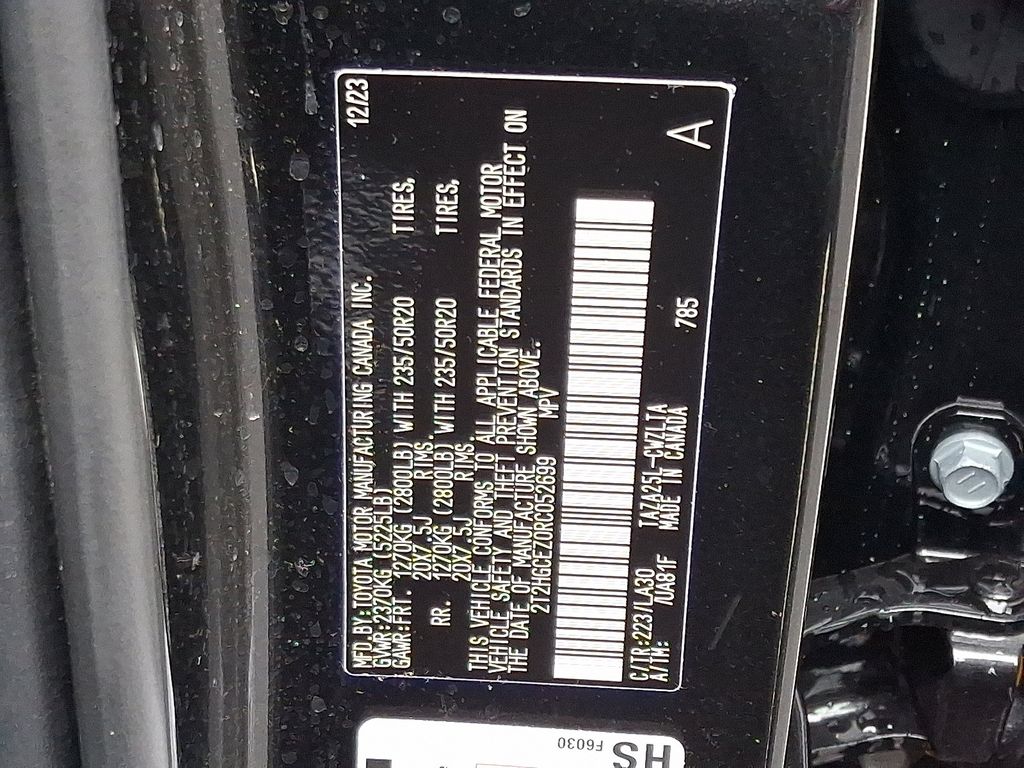 MFD.BY:TOYOTA MOTOR MANUFACTURING CANADA INC. 12/23
GVWR:2370KG (5225LB)
GAWR:FRT. 1270KG (2800LB) WITH 235/50R20 TIRES,
20X7.5J RIMS.
RR. 1270KG (2800LB) WITH 235/50R20 TIRES,
20X7.5J RIMS.
THIS VEHICLE CONFORMS TO ALL APPLICABLE FEDERAL MOTOR
VEHICLE SAFETY AND THEFT PREVENTION STANDARDS IN EFFECT ON
THE DATE OF MANUFACTURE SHOWN ABOVE.
2T2HGCEZ0RC052699 MPV
C/TR:223/LA30 TAZA25L-CWZLTA
A/TM: /UA81F MADE IN CANADA
785 A
HS
F6030